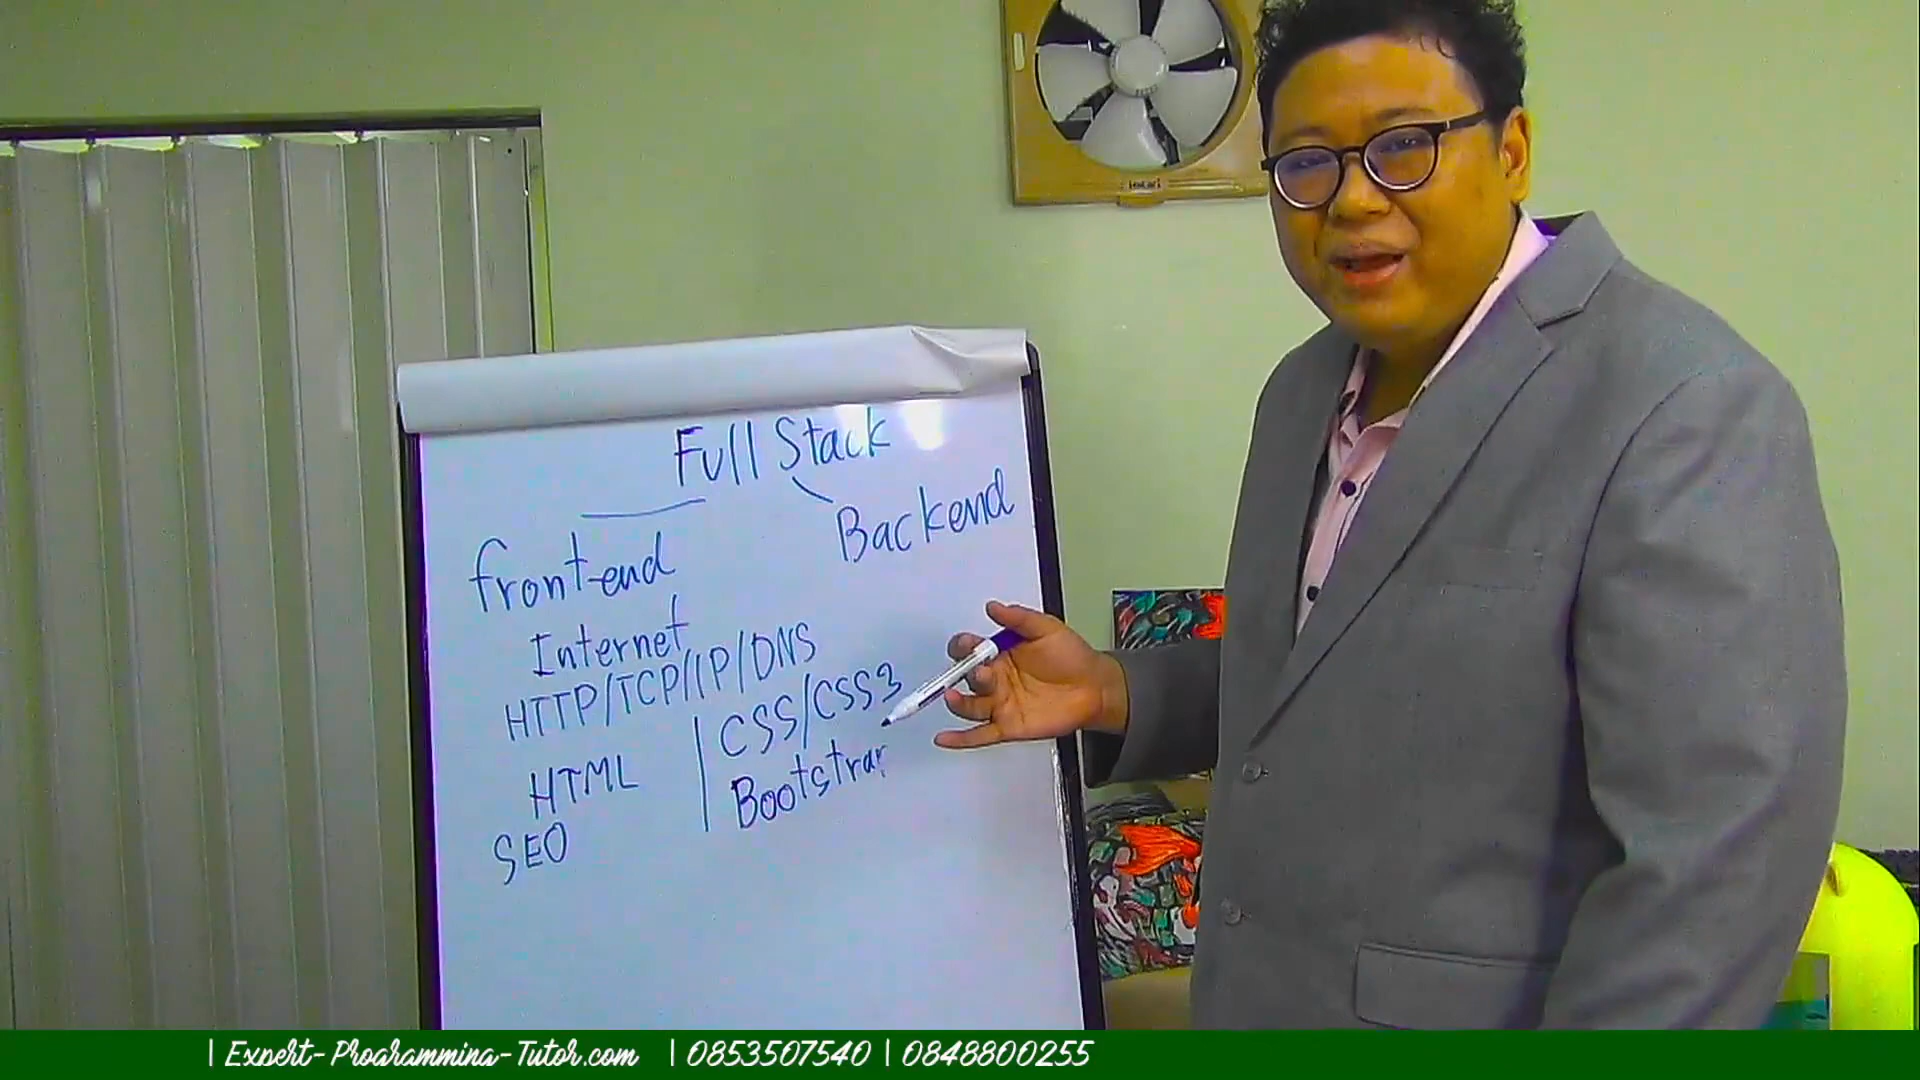 Full Stack
front-end
Backend
Internet
HTTP/TCP/IP/DNS
HTML
CSS/CSS3
Bootstrap
SEO
| Expert-Programming-Tutor.com | 0853507540 | 0848800255